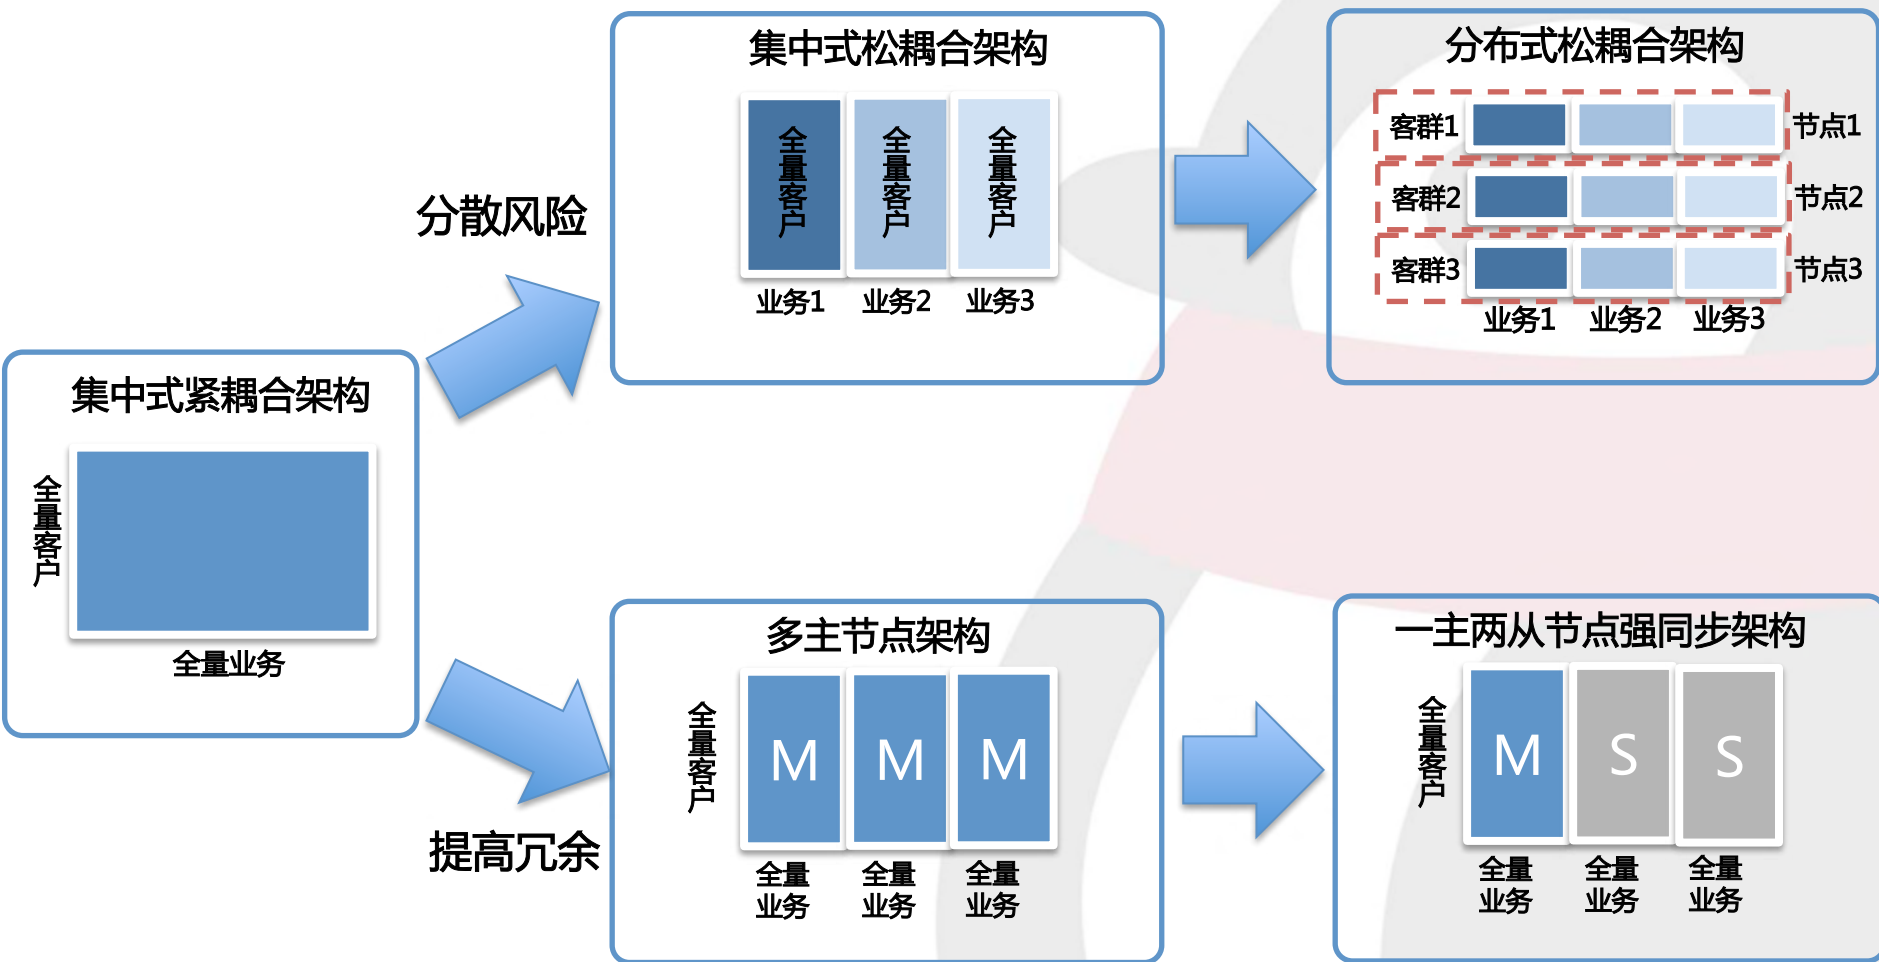 集中式松耦合架构
全量客户
全量客户
全量客户
业务1
业务2
业务3
分布式松耦合架构
客群1
节点1
客群2
节点2
客群3
节点3
业务1
业务2
业务3
分散风险
集中式紧耦合架构
全量客户
全量业务
提高冗余
多主节点架构
全量客户
M
M
M
全量
业务
全量
业务
全量
业务
一主两从节点强同步架构
全量客户
M
S
S
全量
业务
全量
业务
全量
业务